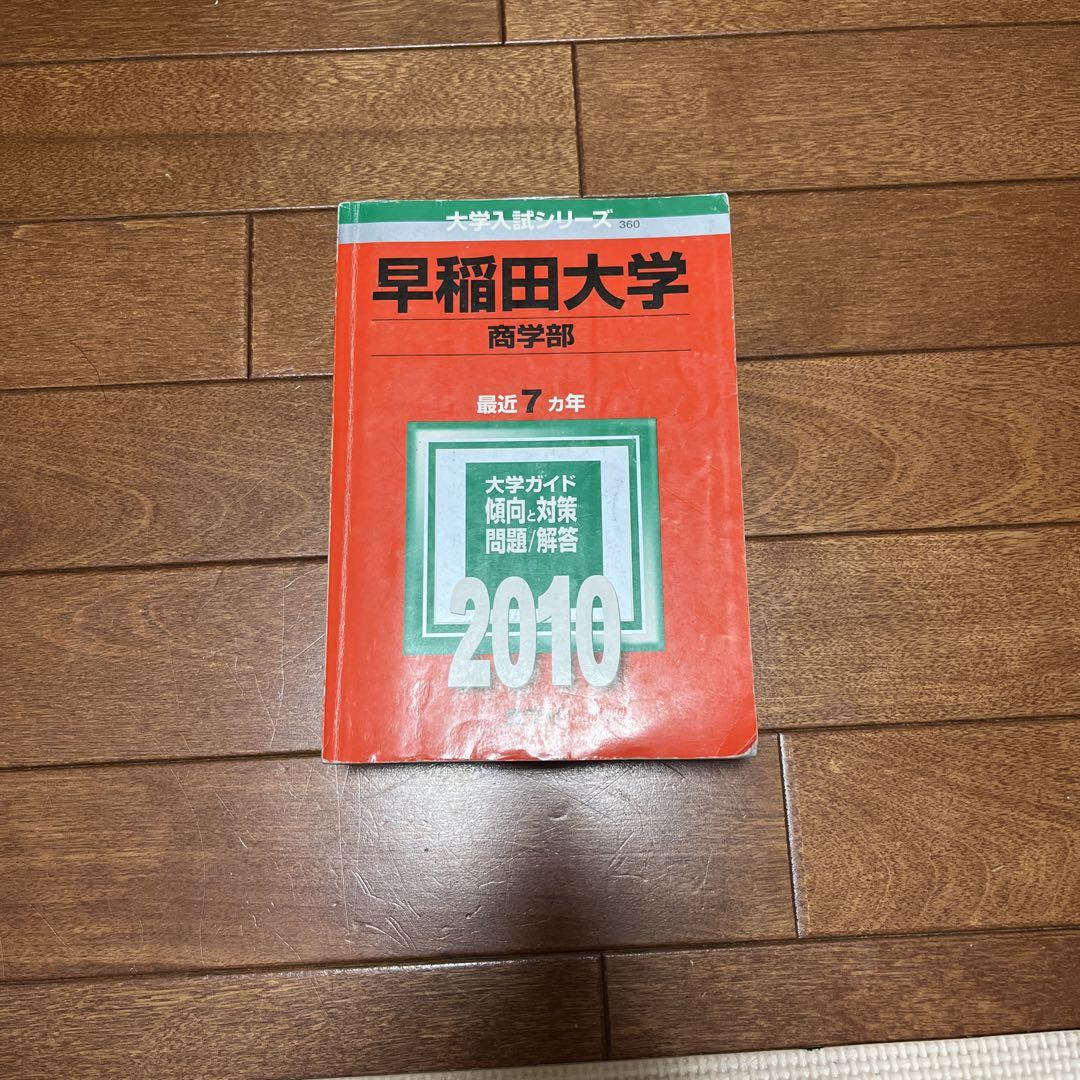 大学入試シリーズ 360
早稲田大学
商学部
最近 7 カ年
大学ガイド
傾向と対策
問題/解答
2010